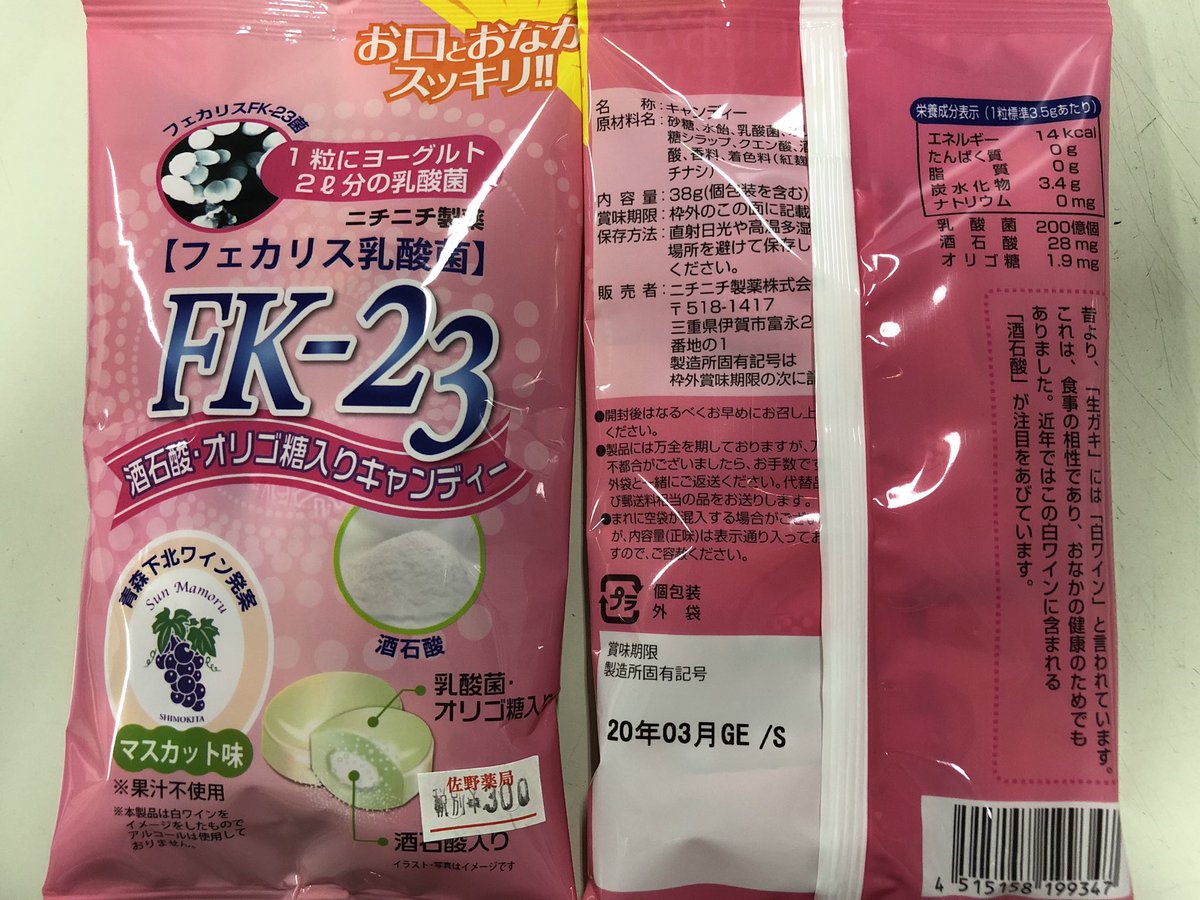 お口とおなか
スッキリ!!
フェカリスFK-23菌
1粒にヨーグルト
2ℓ分の乳酸菌
ニチニチ製薬
【フェカリス乳酸菌】
FK-23
酒石酸・オリゴ糖入りキャンディー
青森下北ワイン発案
Sun Mamoru
SHIMOKITA
酒石酸
乳酸菌・
オリゴ糖入り
マスカット味
※果汁不使用
※本製品は白ワインを
イメージをしたもので
アルコールは使用して
おりません。
佐野薬局
税別 300
酒石酸入り
イラスト・写真はイメージです
名称:キャンディー
原材料名:砂糖、水飴、乳酸菌、
糖シラップ、クエン酸、酒
酸、香料、着色料(紅麹
チナシ)
内容量:38g(個包装を含む)
賞味期限:枠外のこの面に記載
保存方法:直射日光や高温多湿
場所を避けて保存し
ください。
販売者:ニチニチ製薬株式会
〒518-1417
三重県伊賀市富永2
番地の1
製造所固有記号は
枠外賞味期限の次に記
●開封後はなるべくお早めにお召し上
ください。
●製品には万全を期しておりますが、万
不都合がございましたら、お手数です
外袋と一緒にご返送ください。代替品
び郵送料相当の品をお送りします。
●まれに空袋が混入する場合がござい
が、内容量(正味)は表示通り入ってお
すので、ご容赦ください。
プラ
個包装
外袋
賞味期限
製造所固有記号
20年03月GE /S
栄養成分表示(1粒標準3.5gあたり)
エネルギー 14kcal
たんぱく質 0g
脂質 0g
炭水化物 3.4g
ナトリウム 0mg
乳酸菌 200億個
酒石酸 28mg
オリゴ糖 1.9mg
昔より、「生ガキ」には「白ワイン」と言われています。
これは、食事の相性であり、おなかの健康のためでも
ありました。近年ではこの白ワインに含まれる
「酒石酸」が注目をあびています。
4 515158 199347